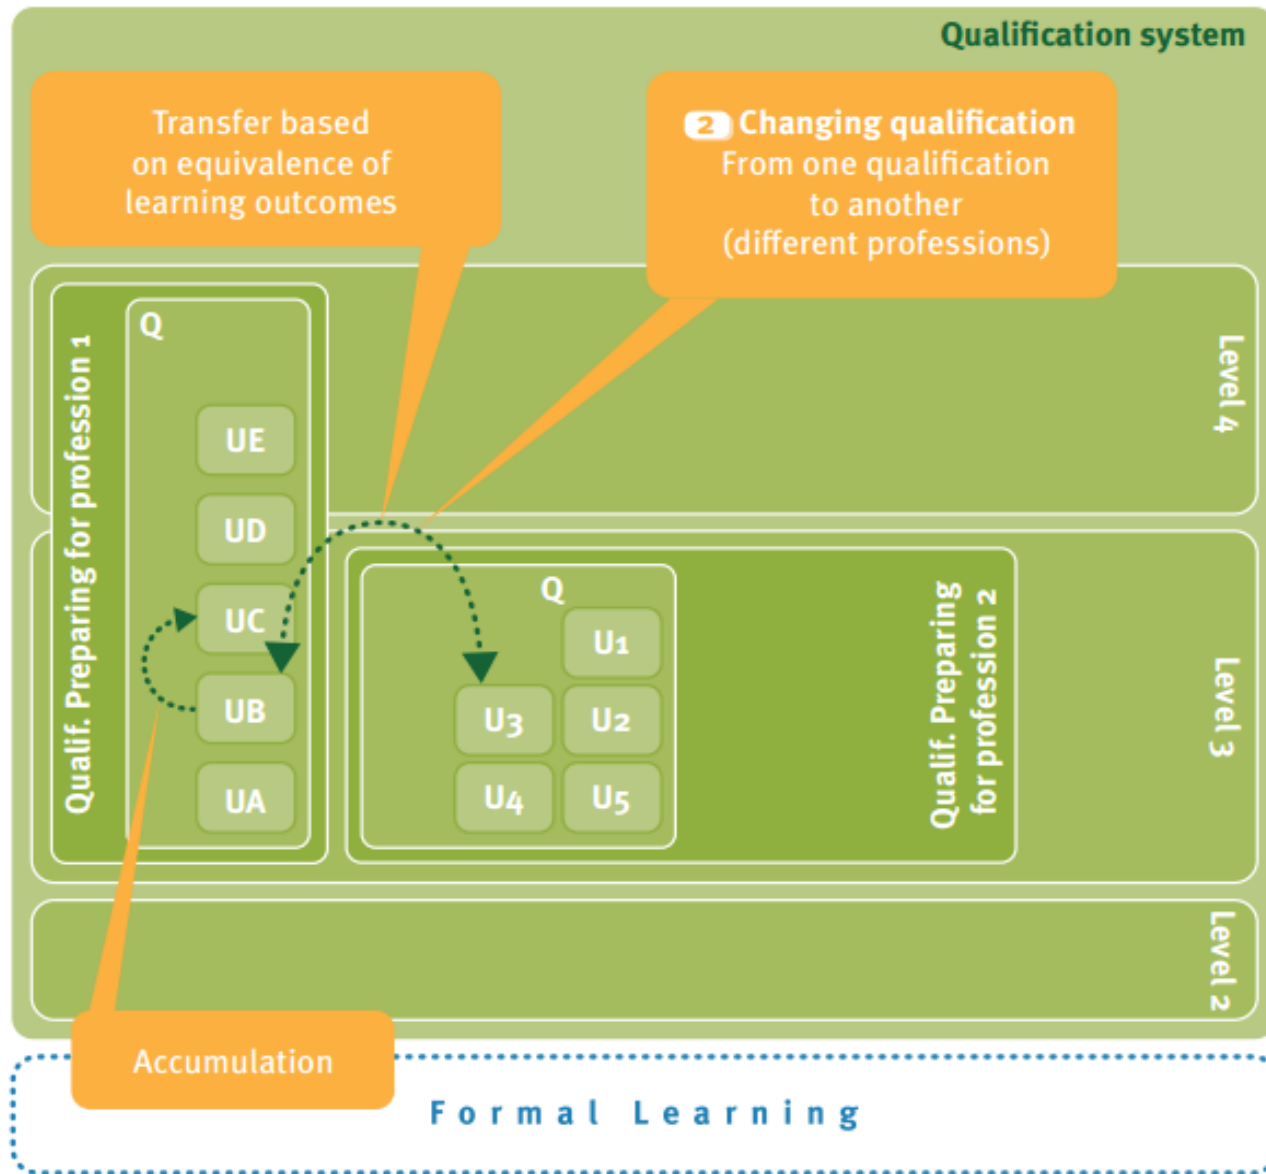 Qualification system
Transfer based
on equivalence of
learning outcomes
2 Changing qualification
From one qualification
to another
(different professions)
Level 4
Qualif. Preparing for profession 1
Q
UE
UD
UC
UB
UA
Level 3
Q
U1
U3
U2
U4
U5
Qualif. Preparing
for profession 2
Level 2
Accumulation
Formal Learning